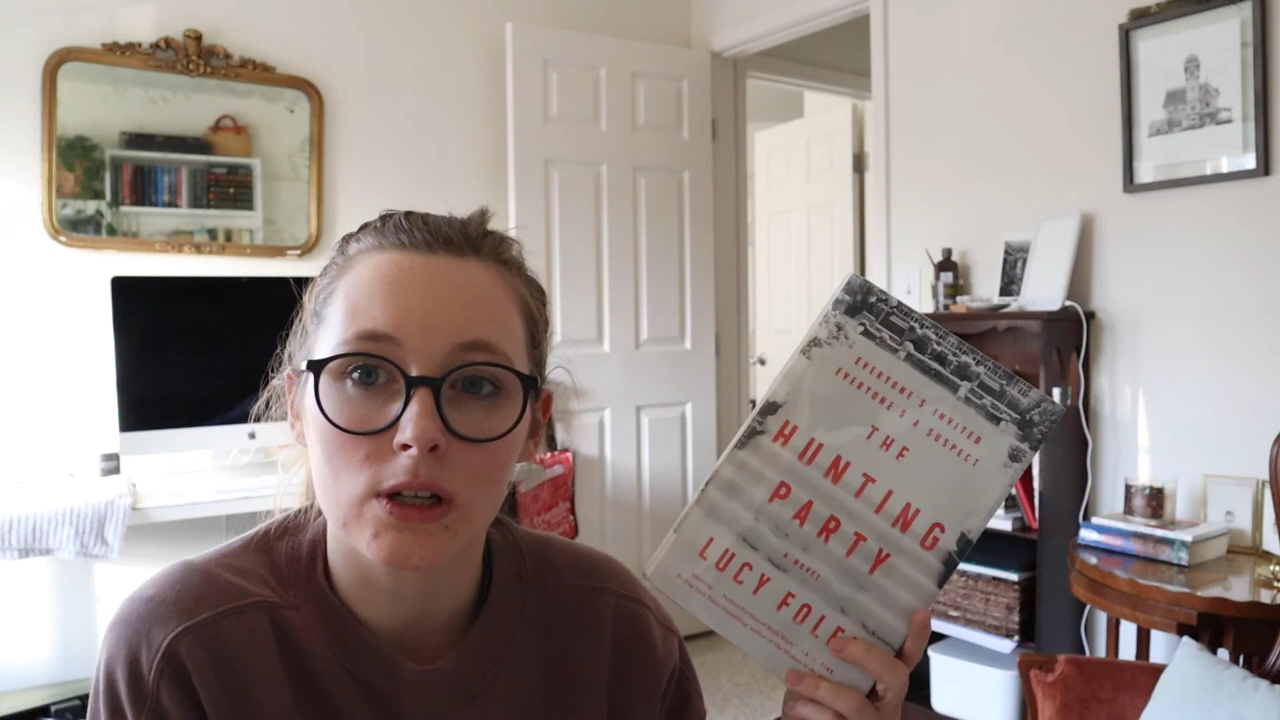 EVERYONE'S INVITED
EVERYONE'S A SUSPECT
THE
HUNTING
PARTY
A NOVEL
LUCY FOLE